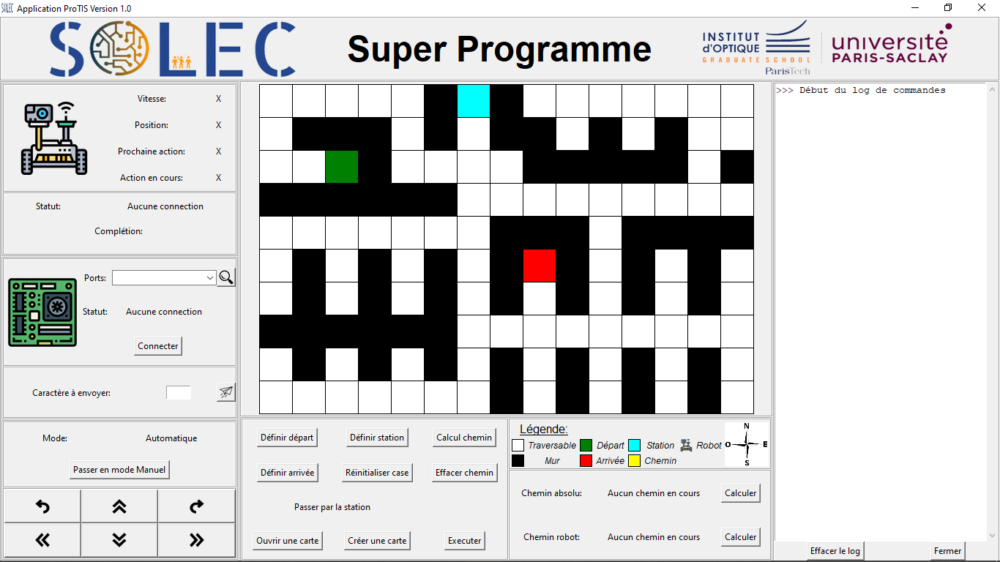 SOLEC Application ProTIS Version 1.0
SOLEC
Super Programme
INSTITUT
d'OPTIQUE
GRADUATE SCHOOL
ParisTech
université
PARIS-SACLAY
Vitesse: X
Position: X
Prochaine action: X
Action en cours: X
Statut: Aucune connection
Complétion:
Ports:
Statut: Aucune connection
Connecter
Caractère à envoyer:
Mode: Automatique
Passer en mode Manuel
Définir départ Définir station Calcul chemin
Définir arrivée Réinitialiser case Effacer chemin
Passer par la station
Ouvrir une carte Créer une carte Executer
Légende:
Traversable Départ Station Robot
Mur Arrivée Chemin
N
O E
S
Chemin absolu: Aucun chemin en cours Calculer
Chemin robot: Aucun chemin en cours Calculer
>>> Début du log de commandes
Effacer le log Fermer